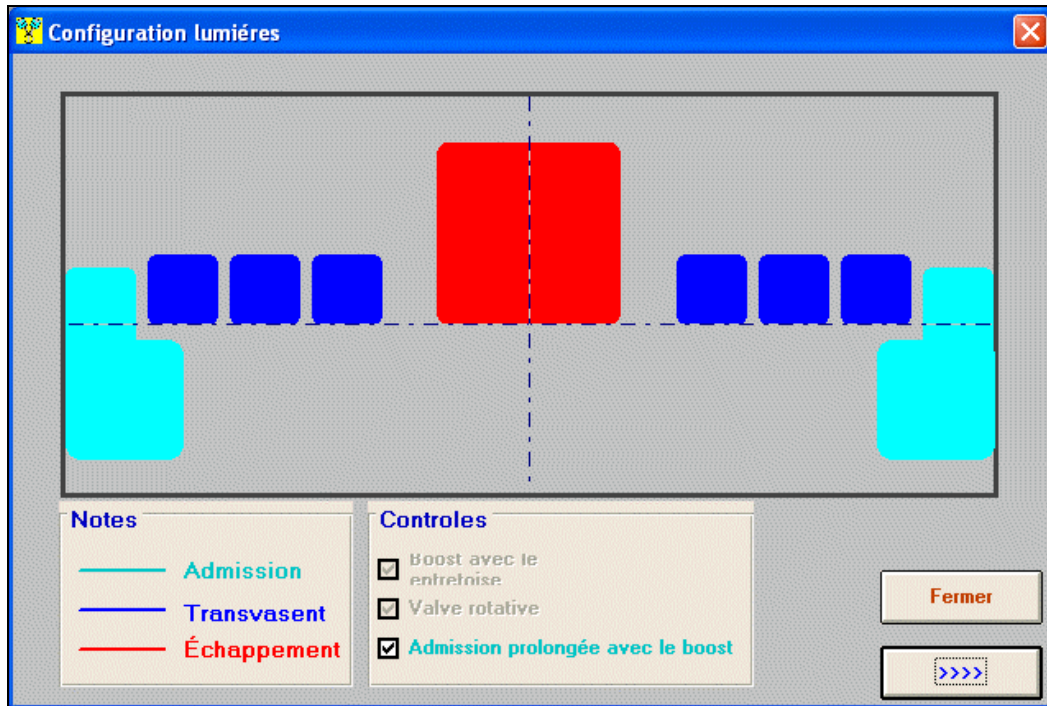 Configuration lumiéres
Notes
Admission
Transvasent
Échappement
Controles
Boost avec le
entretoise
Valve rotative
Admission prolongée avec le boost
Fermer
>>>>